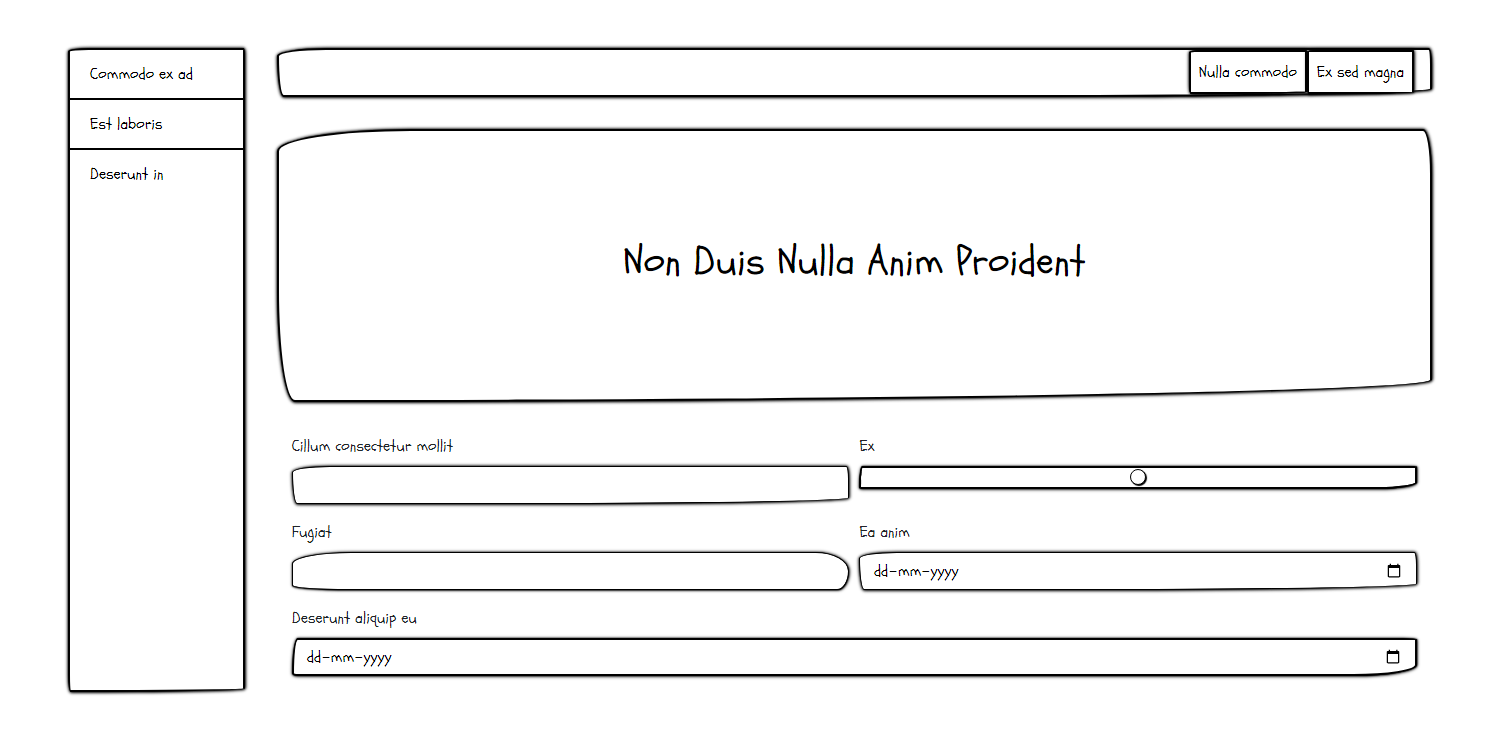 Commodo ex ad
Est laboris
Deserunt in
Nulla commodo
Ex sed magna
Non Duis Nulla Anim Proident
Cillum consectetur mollit
Ex
Fugiat
Ea anim
dd-mm-yyyy
Deserunt aliquip eu
dd-mm-yyyy